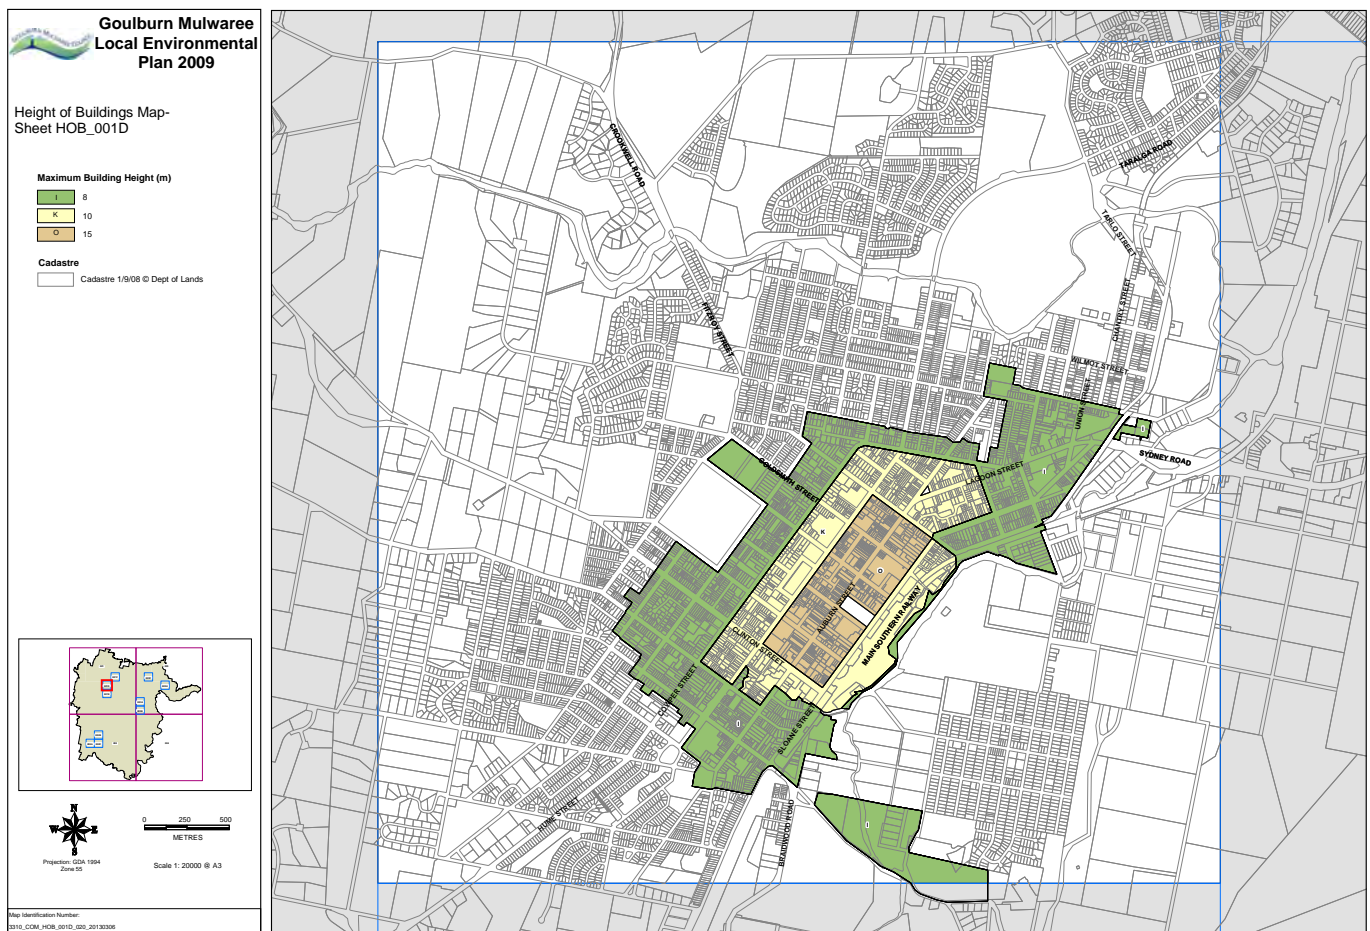 GOULBURN MULWAREE COUNCIL
Goulburn Mulwaree
Local Environmental
Plan 2009
Height of Buildings Map-
Sheet HOB_001D
Maximum Building Height (m)
I 8
K 10
O 15
Cadastre
Cadastre 1/9/08 © Dept of Lands
N
W E
S
Projection: GDA 1994
Zone 55
0 250 500
METRES
Scale 1: 20000 @ A3
Map Identification Number:
3310_COM_HOB_001D_020_20130306
CROOKWELL ROAD
TARALGA ROAD
TARLO STREET
CHANTRY STREET
FITZROY STREET
WILMOT STREET
UNION STREET
SYDNEY ROAD
I
GOLDSMITH STREET
LAGOON STREET
I
K
O
AUBURN STREET
MAIN SOUTHERN RAILWAY
CLINTON STREET
COWPER STREET
I
SLOANE STREET
HUME STREET
BRAIDWOOD ROAD
I